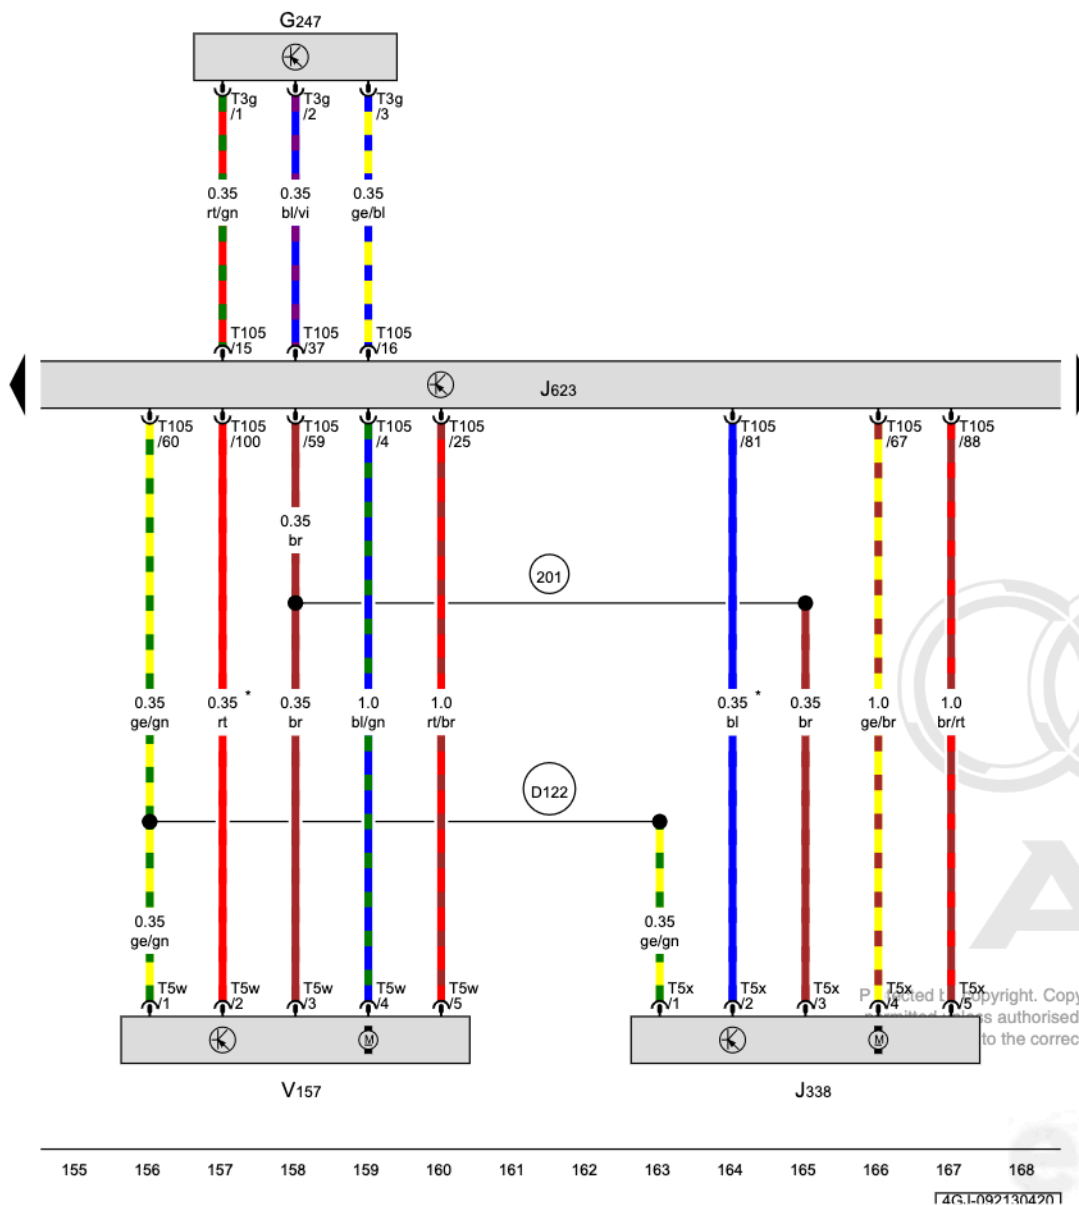 G247
T3g T3g T3g
/1 /2 /3
0.35 0.35 0.35
rt/gn bl/vi ge/bl
T105 T105 T105
/15 /37 /16
J623
T105 T105 T105 T105 T105 T105 T105 T105
/60 /100 /59 /4 /25 /81 /67 /88
0.35
br
201
0.35 0.35 * 0.35 1.0 1.0 0.35 * 0.35 1.0 1.0
ge/gn rt br bl/gn rt/br bl br ge/br br/rt
D122
0.35 0.35
ge/gn ge/gn
T5w T5w T5w T5w T5w T5x T5x T5x T5x T5x
/1 /2 /3 /4 /5 /1 /2 /3 /4 /5
copyright. Copy
authorised
to the correc
M M
V157 J338
155 156 157 158 159 160 161 162 163 164 165 166 167 168
4GJ-092130420